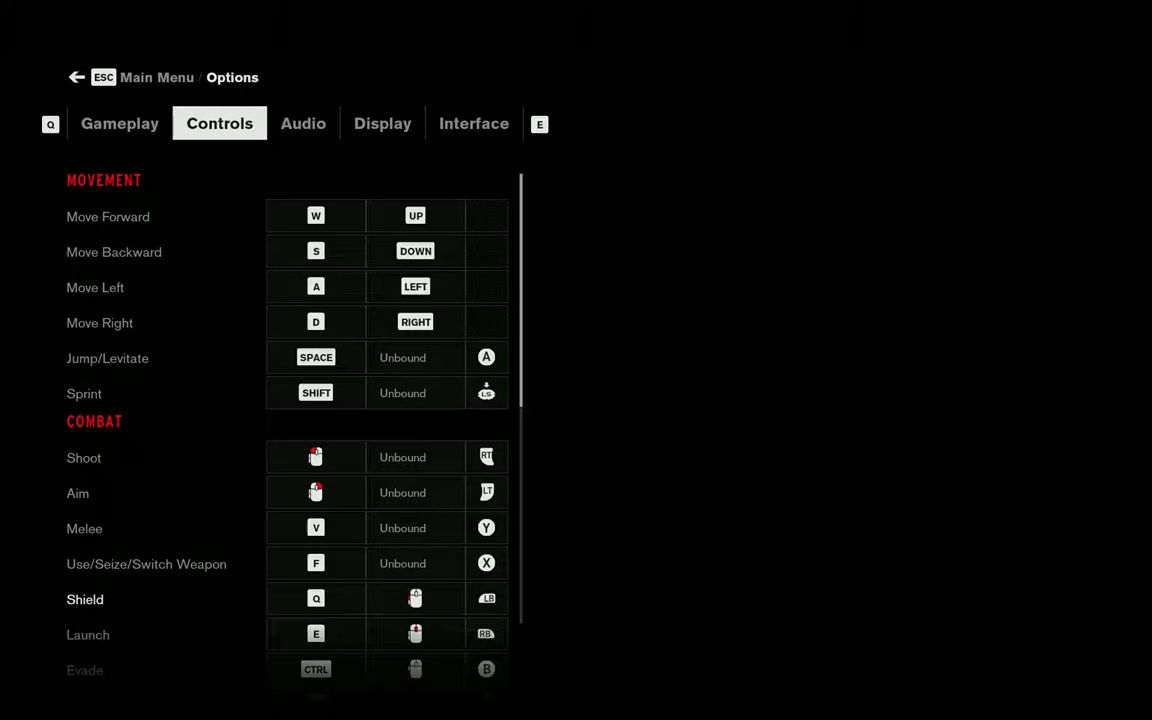 ESC Main Menu / Options
Q Gameplay Controls Audio Display Interface E
MOVEMENT
Move Forward W UP
Move Backward S DOWN
Move Left A LEFT
Move Right D RIGHT
Jump/Levitate SPACE Unbound A
Sprint SHIFT Unbound LS
COMBAT
Shoot Unbound RT
Aim Unbound LT
Melee V Unbound Y
Use/Seize/Switch Weapon F Unbound X
Shield Q LB
Launch E RB
Evade CTRL B